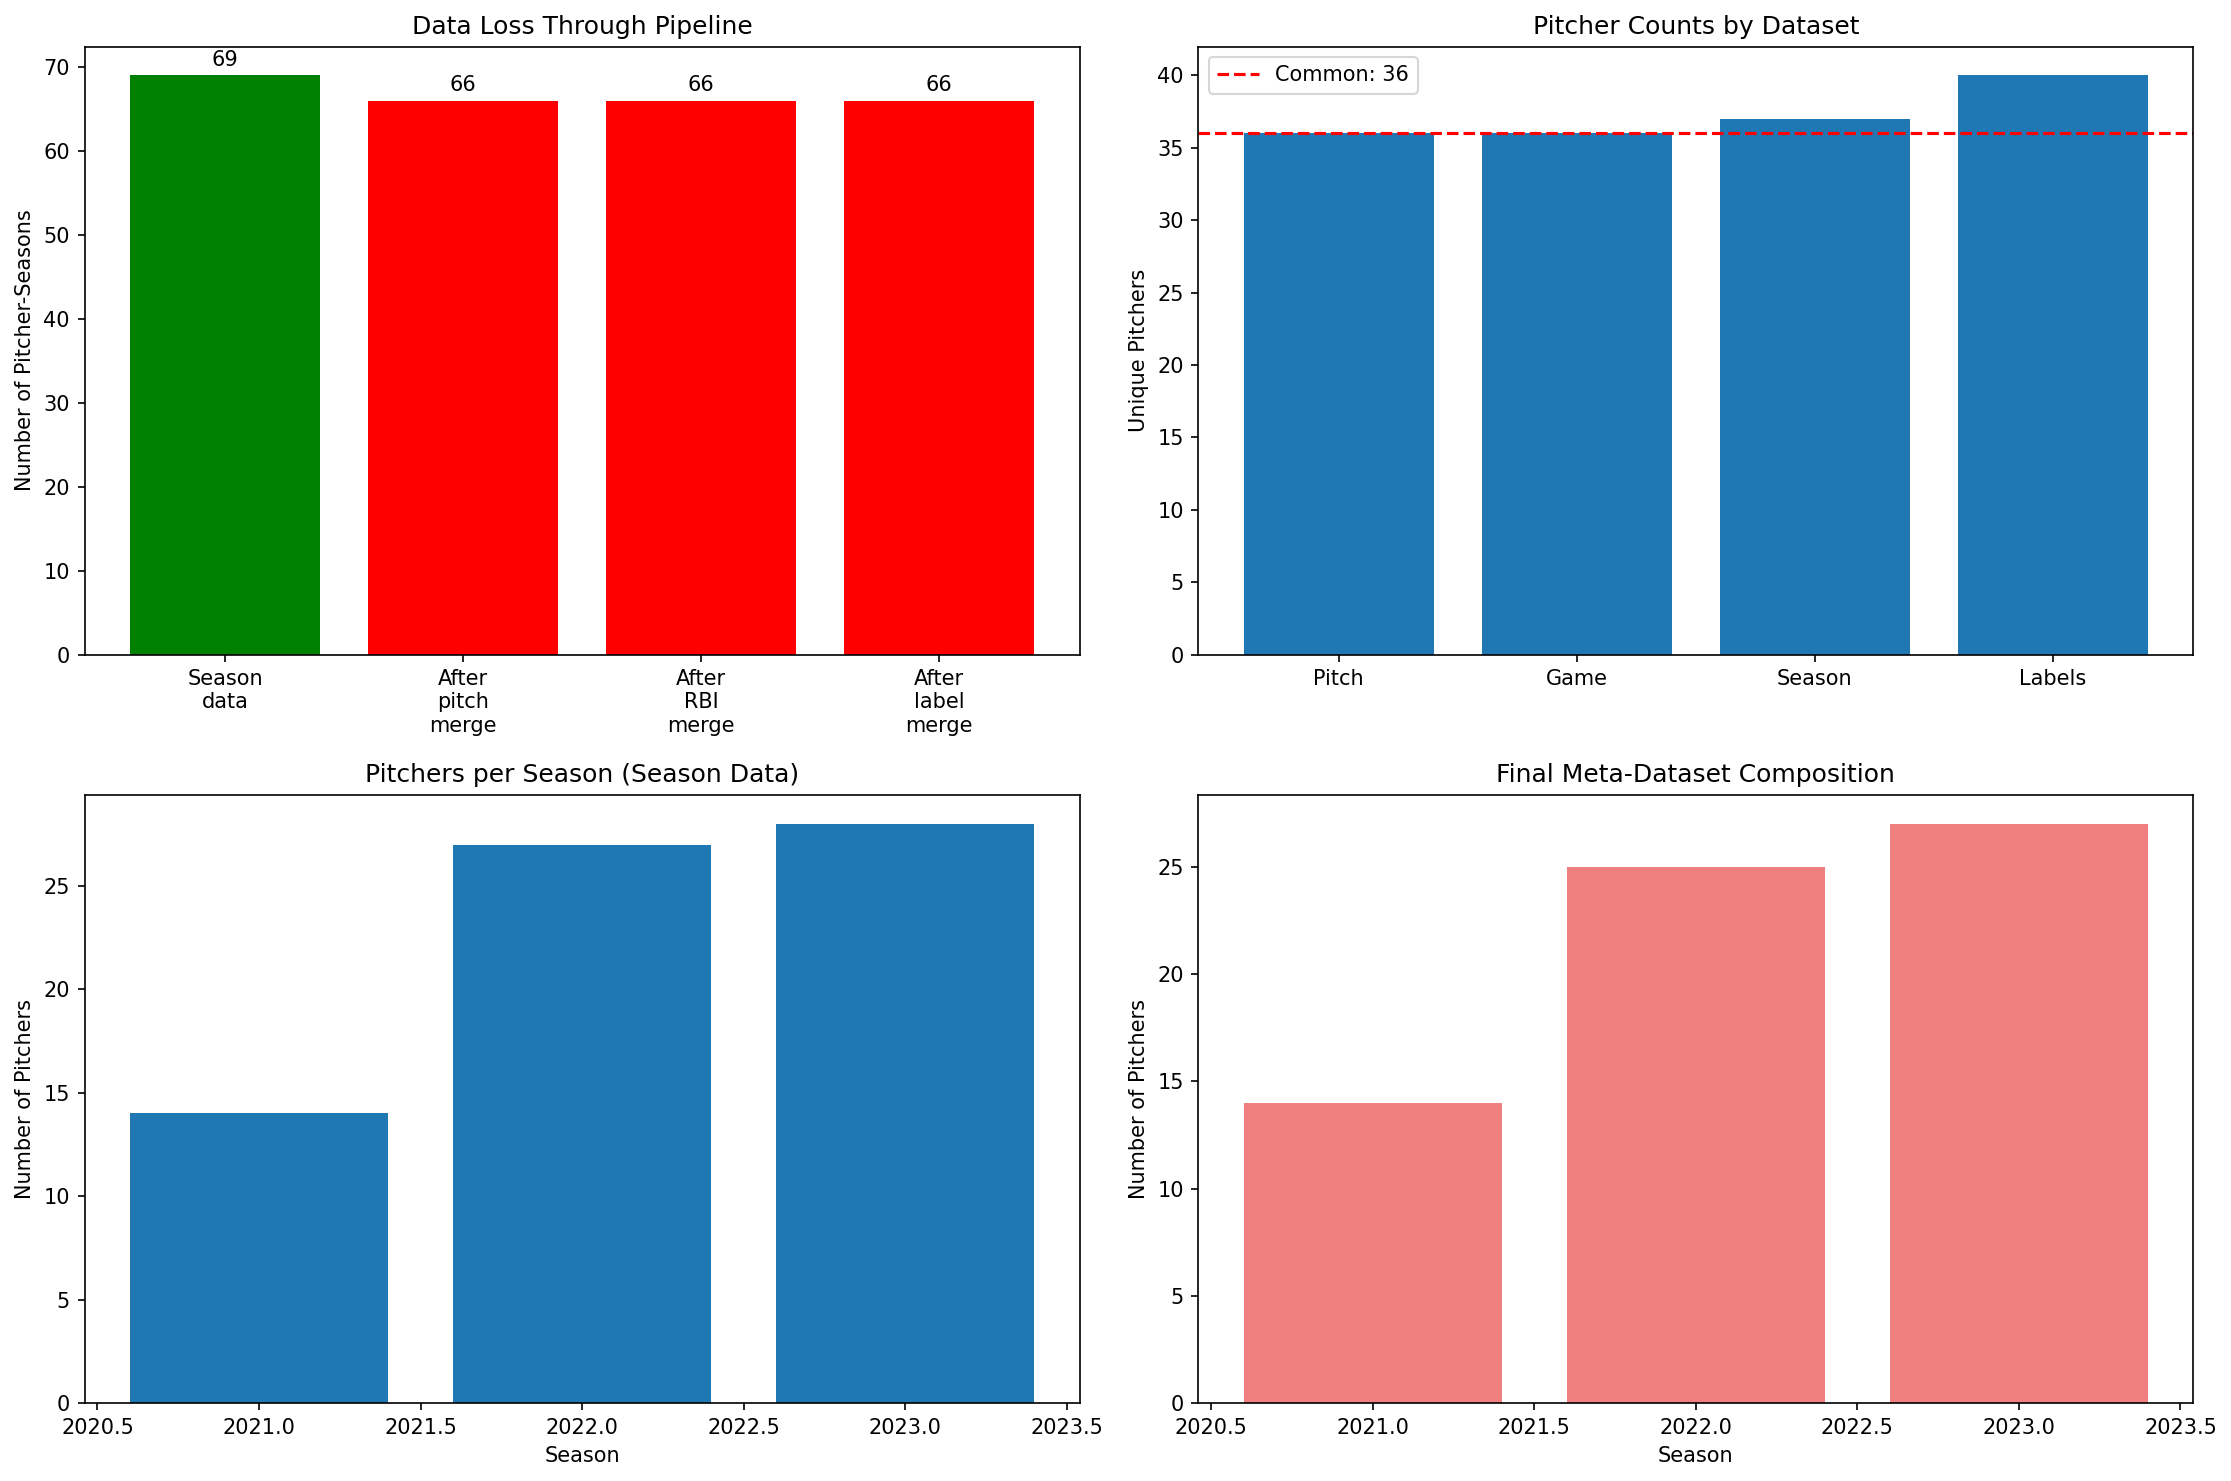 Data Loss Through Pipeline
Number of Pitcher-Seasons
70
60
50
40
30
20
10
0
69
66
66
66
Season
data
After
pitch
merge
After
RBI
merge
After
label
merge
Pitcher Counts by Dataset
Unique Pitchers
Common: 36
40
35
30
25
20
15
10
5
0
Pitch
Game
Season
Labels
Pitchers per Season (Season Data)
Number of Pitchers
25
20
15
10
5
0
2020.5
2021.0
2021.5
2022.0
2022.5
2023.0
2023.5
Season
Final Meta-Dataset Composition
Number of Pitchers
25
20
15
10
5
0
2020.5
2021.0
2021.5
2022.0
2022.5
2023.0
2023.5
Season